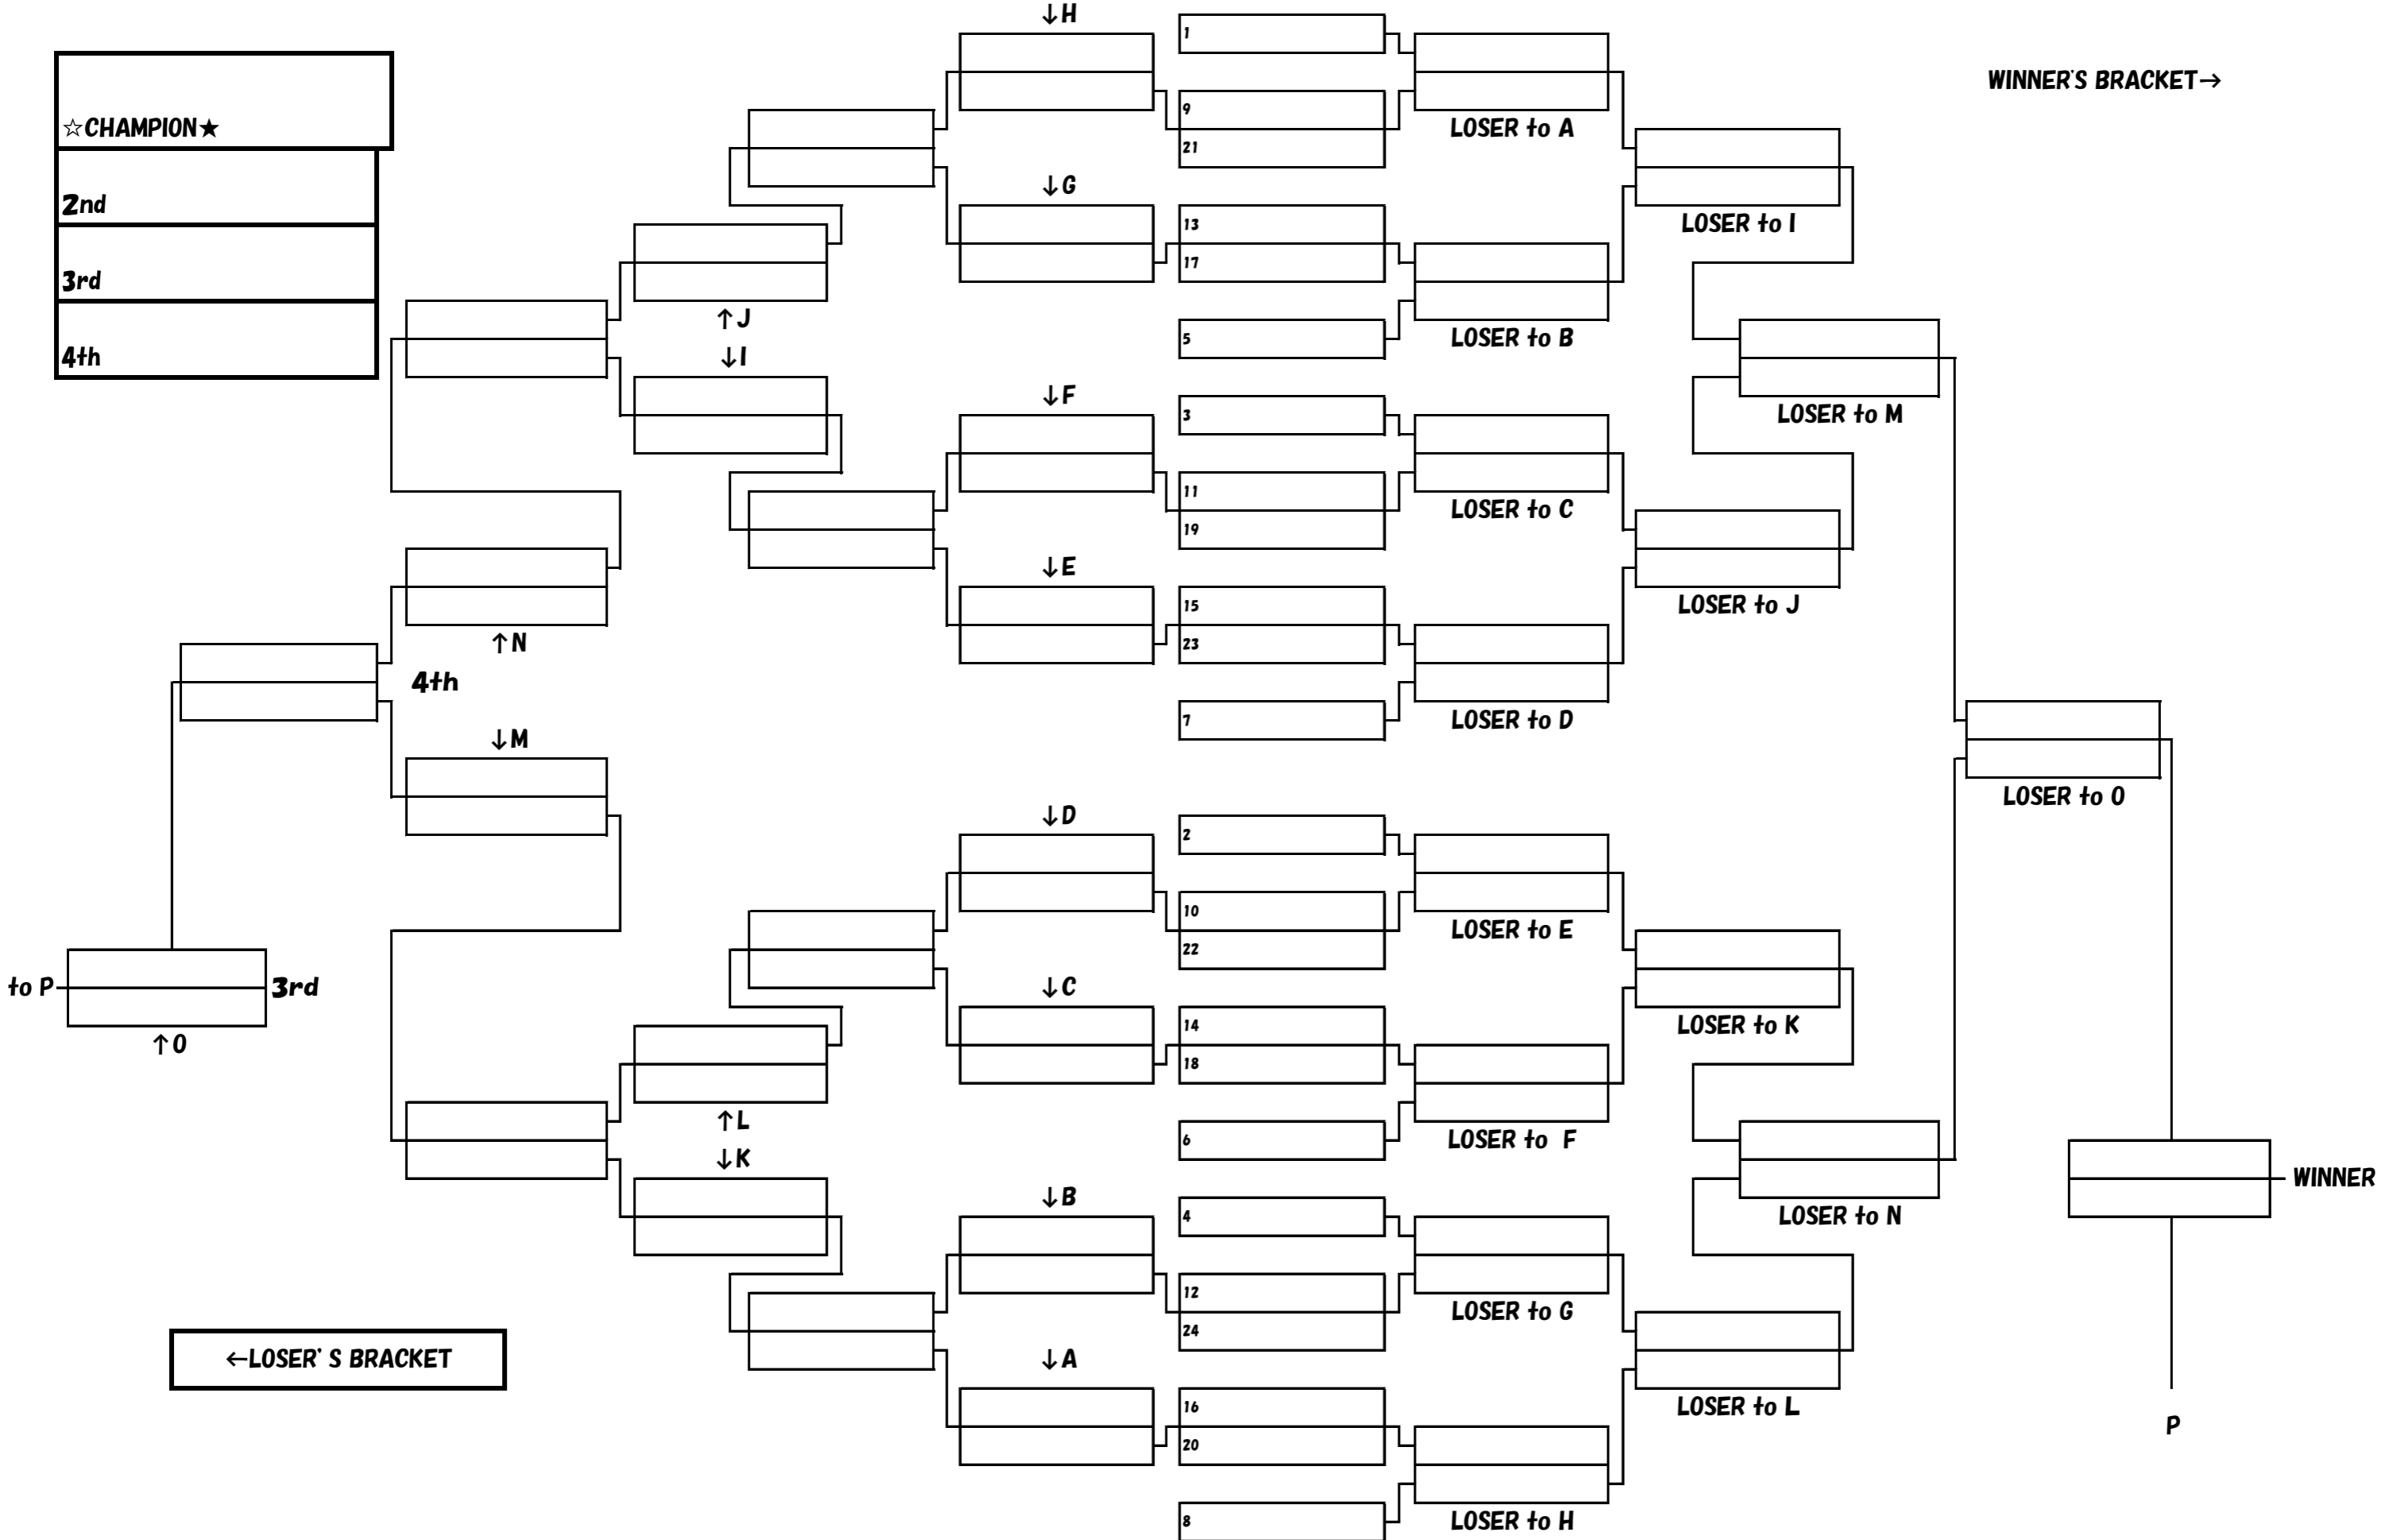 ↓H
1
WINNER'S BRACKET→
9
☆CHAMPION★
LOSER to A
21
↓G
2nd
13
LOSER to I
17
3rd
↑J
5
LOSER to B
4th
↓I
↓F
3
LOSER to M
11
LOSER to C
19
↓E
15
LOSER to J
↑N
23
4th
7
LOSER to D
↓M
LOSER to O
↓D
2
10
LOSER to E
22
to P
3rd
↓C
14
LOSER to K
↑O
18
↑L
6
LOSER to F
↓K
WINNER
↓B
4
LOSER to N
12
LOSER to G
24
←LOSER' S BRACKET
↓A
16
LOSER to L
20
P
8
LOSER to H